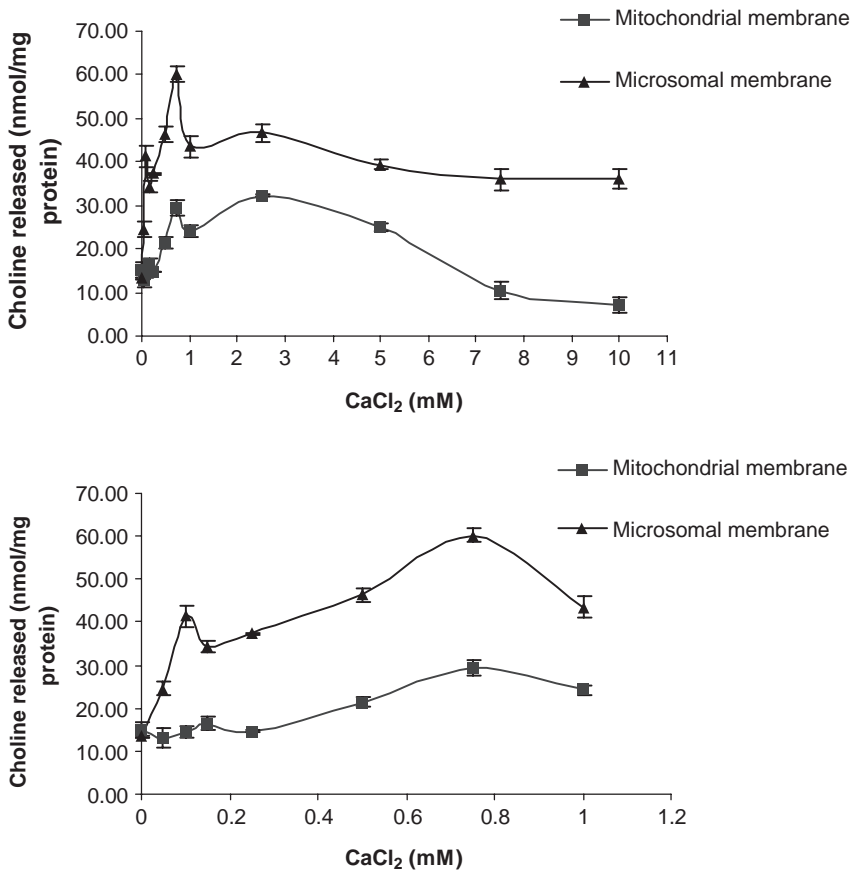 Mitochondrial membrane
Microsomal membrane
Choline released (nmol/mg
protein)
70.00
60.00
50.00
40.00
30.00
20.00
10.00
0.00
0 1 2 3 4 5 6 7 8 9 10 11
CaCl₂ (mM)
Mitochondrial membrane
Microsomal membrane
Choline released (nmol/mg
protein)
70.00
60.00
50.00
40.00
30.00
20.00
10.00
0.00
0 0.2 0.4 0.6 0.8 1 1.2
CaCl₂ (mM)